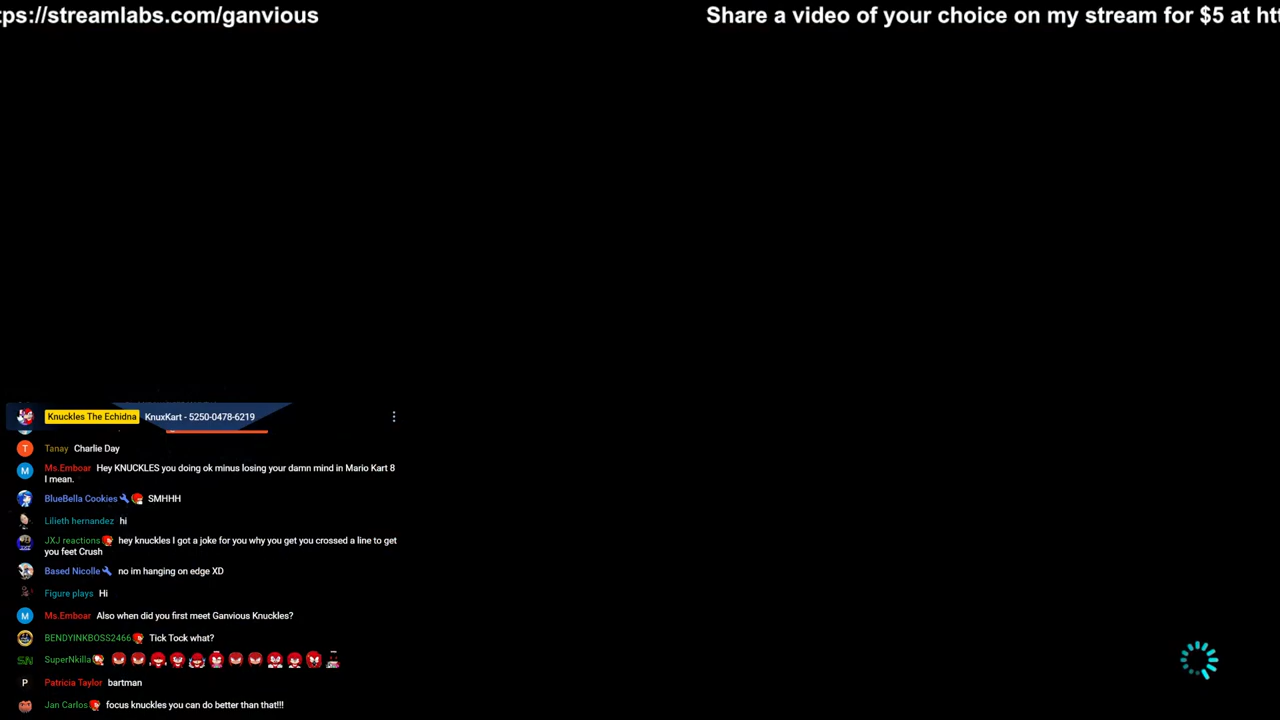 tps://streamlabs.com/ganvious
Share a video of your choice on my stream for $5 at htt
Knuckles The Echidna KnuxKart - 5250-0478-6219
T Tanay Charlie Day
M Ms.Emboar Hey KNUCKLES you doing ok minus losing your damn mind in Mario Kart 8
I mean.
BlueBella Cookies SMHHH
Lilieth hernandez hi
JXJ reactions hey knuckles I got a joke for you why you get you crossed a line to get
you feet Crush
Based Nicolle no im hanging on edge XD
Figure plays Hi
M Ms.Emboar Also when did you first meet Ganvious Knuckles?
BENDYINKBOSS2466 Tick Tock what?
SN SuperNkilla
P Patricia Taylor bartman
Jan Carlos focus knuckles you can do better than that!!!